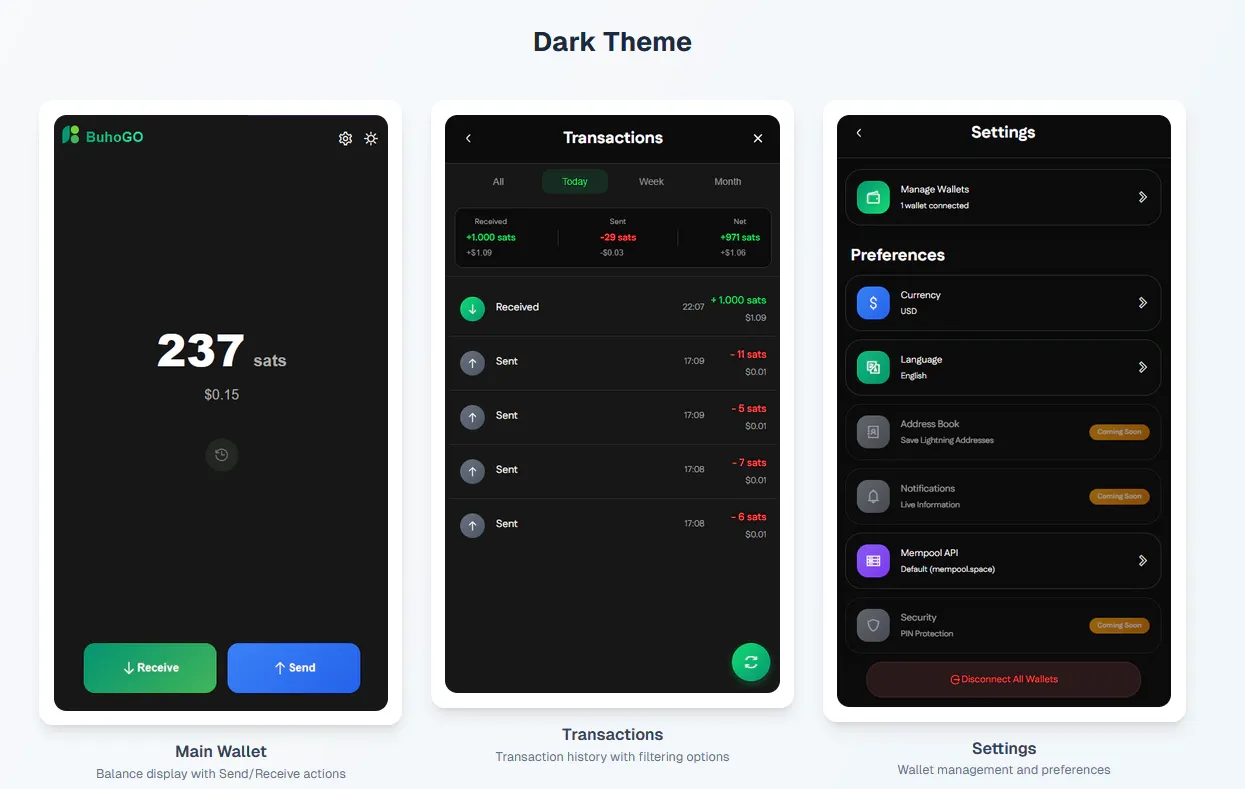 Dark Theme
BuhoGO
237 sats
$0.15
Receive
Send
Main Wallet
Balance display with Send/Receive actions
Transactions
All Today Week Month
Received Sent Net
+1.000 sats -29 sats +971 sats
+$1.09 -$0.03 +$1.06
Received 22:07 + 1.000 sats
$1.09
Sent 17:09 - 11 sats
$0.01
Sent 17:09 - 5 sats
$0.01
Sent 17:08 - 7 sats
$0.01
Sent 17:08 - 6 sats
$0.01
Transactions
Transaction history with filtering options
Settings
Manage Wallets
1 wallet connected
Preferences
Currency
USD
Language
English
Address Book
Save Lightning Addresses
Coming Soon
Notifications
Live Information
Coming Soon
Mempool API
Default (mempool.space)
Security
PIN Protection
Coming Soon
Disconnect All Wallets
Settings
Wallet management and preferences